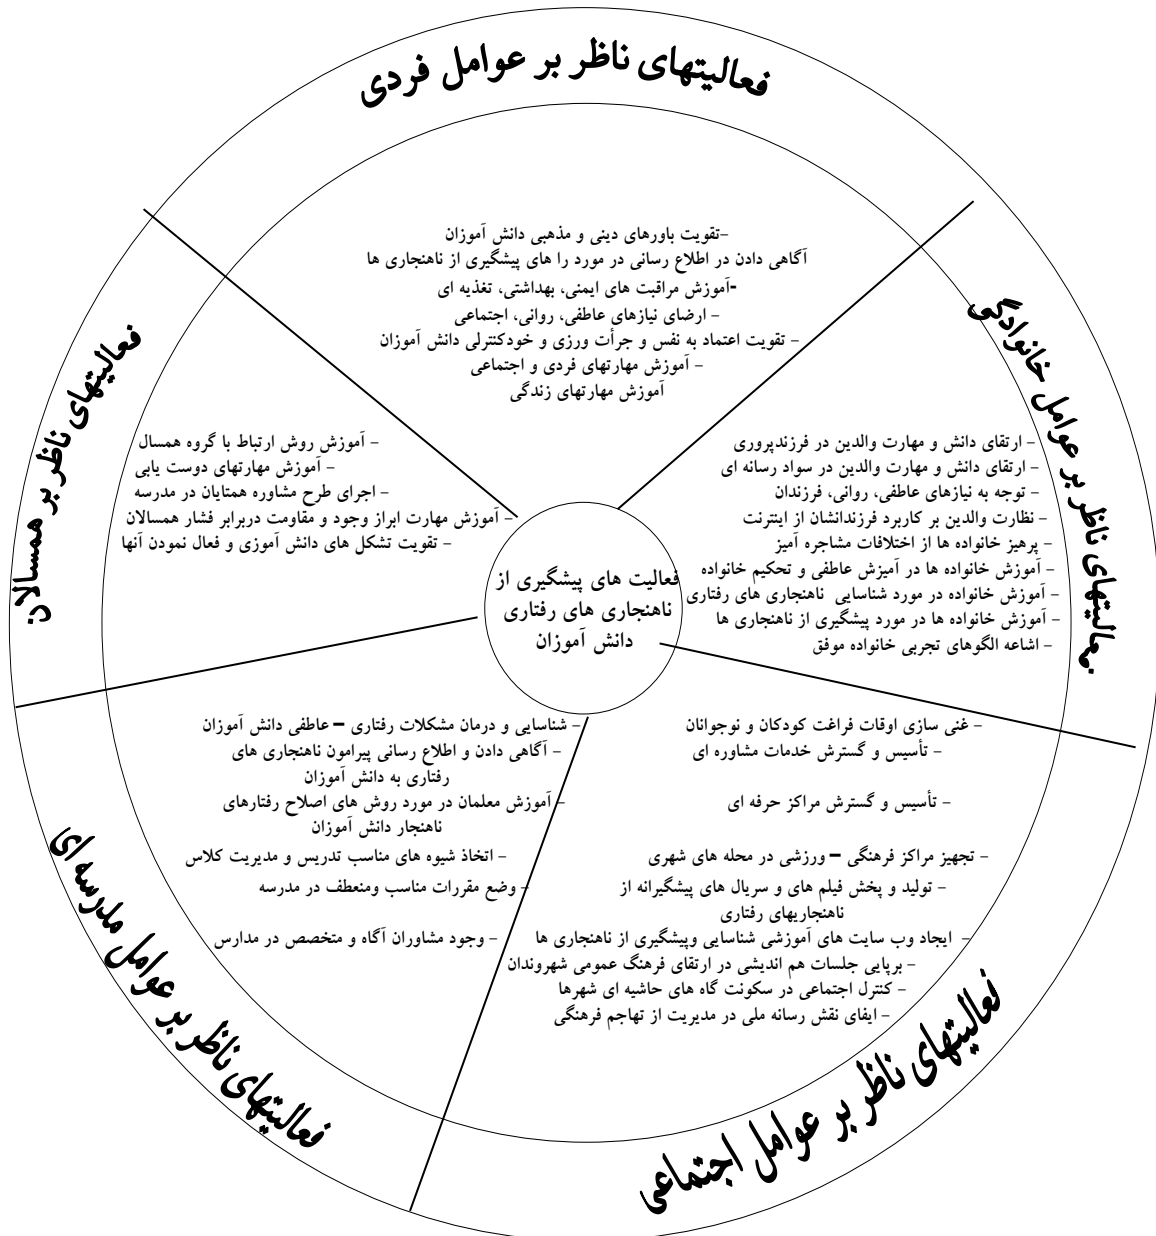 فعالیتهای ناظر بر عوامل فردی
–تقویت باورهای دینی و مذهبی دانش آموزان
آگاهی دادن در اطلاع رسانی در مورد را های پیشگیری از ناهنجاری ها
-آموزش مراقبت های ایمنی، بهداشتی، تغذیه ای
– ارضای نیازهای عاطفی، روانی، اجتماعی
– تقویت اعتماد به نفس و جرأت ورزی و خودکنترلی دانش آموزان
– آموزش مهارتهای فردی و اجتماعی
آموزش مهارتهای زندگی
فعالیتهای ناظر بر عوامل خانوادگی
– ارتقای دانش و مهارت والدین در فرزندپروری
– ارتقای دانش و مهارت والدین در سواد رسانه ای
– توجه به نیازهای عاطفی، روانی، فرزندان
– نظارت والدین بر کاربرد فرزندانشان از اینترنت
– پرهیز خانواده ها از اختلافات مشاجره آمیز
– آموزش خانواده ها در آمیزش عاطفی و تحکیم خانواده
– آموزش خانواده در مورد شناسایی ناهنجاری های رفتاری
– آموزش خانواده ها در مورد پیشگیری از ناهنجاری ها
– اشاعه الگوهای تجربی خانواده موفق
فعالیتهای ناظر بر همسالان
– آموزش روش ارتباط با گروه همسال
– آموزش مهارتهای دوست یابی
– اجرای طرح مشاوره همتایان در مدرسه
– آموزش مهارت ابراز وجود و مقاومت دربرابر فشار همسالان
– تقویت تشکل های دانش آموزی و فعال نمودن آنها
فعالیت های پیشگیری از
ناهنجاری های رفتاری
دانش آموزان
– غنی سازی اوقات فراغت کودکان و نوجوانان
– تأسیس و گسترش خدمات مشاوره ای
– تأسیس و گسترش مراکز حرفه ای
– تجهیز مراکز فرهنگی – ورزشی در محله های شهری
– تولید و پخش فیلم های و سریال های پیشگیرانه از
ناهنجاریهای رفتاری
– ایجاد وب سایت های آموزشی شناسایی وپیشگیری از ناهنجاری ها
– برپایی جلسات هم اندیشی در ارتقای فرهنگ عمومی شهروندان
– کنترل اجتماعی در سکونت گاه های حاشیه ای شهرها
– ایفای نقش رسانه ملی در مدیریت از تهاجم فرهنگی
فعالیتهای ناظر بر عوامل اجتماعی
– شناسایی و درمان مشکلات رفتاری – عاطفی دانش آموزان
– آگاهی دادن و اطلاع رسانی پیرامون ناهنجاری های
رفتاری به دانش آموزان
– آموزش معلمان در مورد روش های اصلاح رفتارهای
ناهنجار دانش آموزان
– اتخاذ شیوه های مناسب تدریس و مدیریت کلاس
– وضع مقررات مناسب ومنعطف در مدرسه
– وجود مشاوران آگاه و متخصص در مدارس
فعالیتهای ناظر بر عوامل مدرسه ای